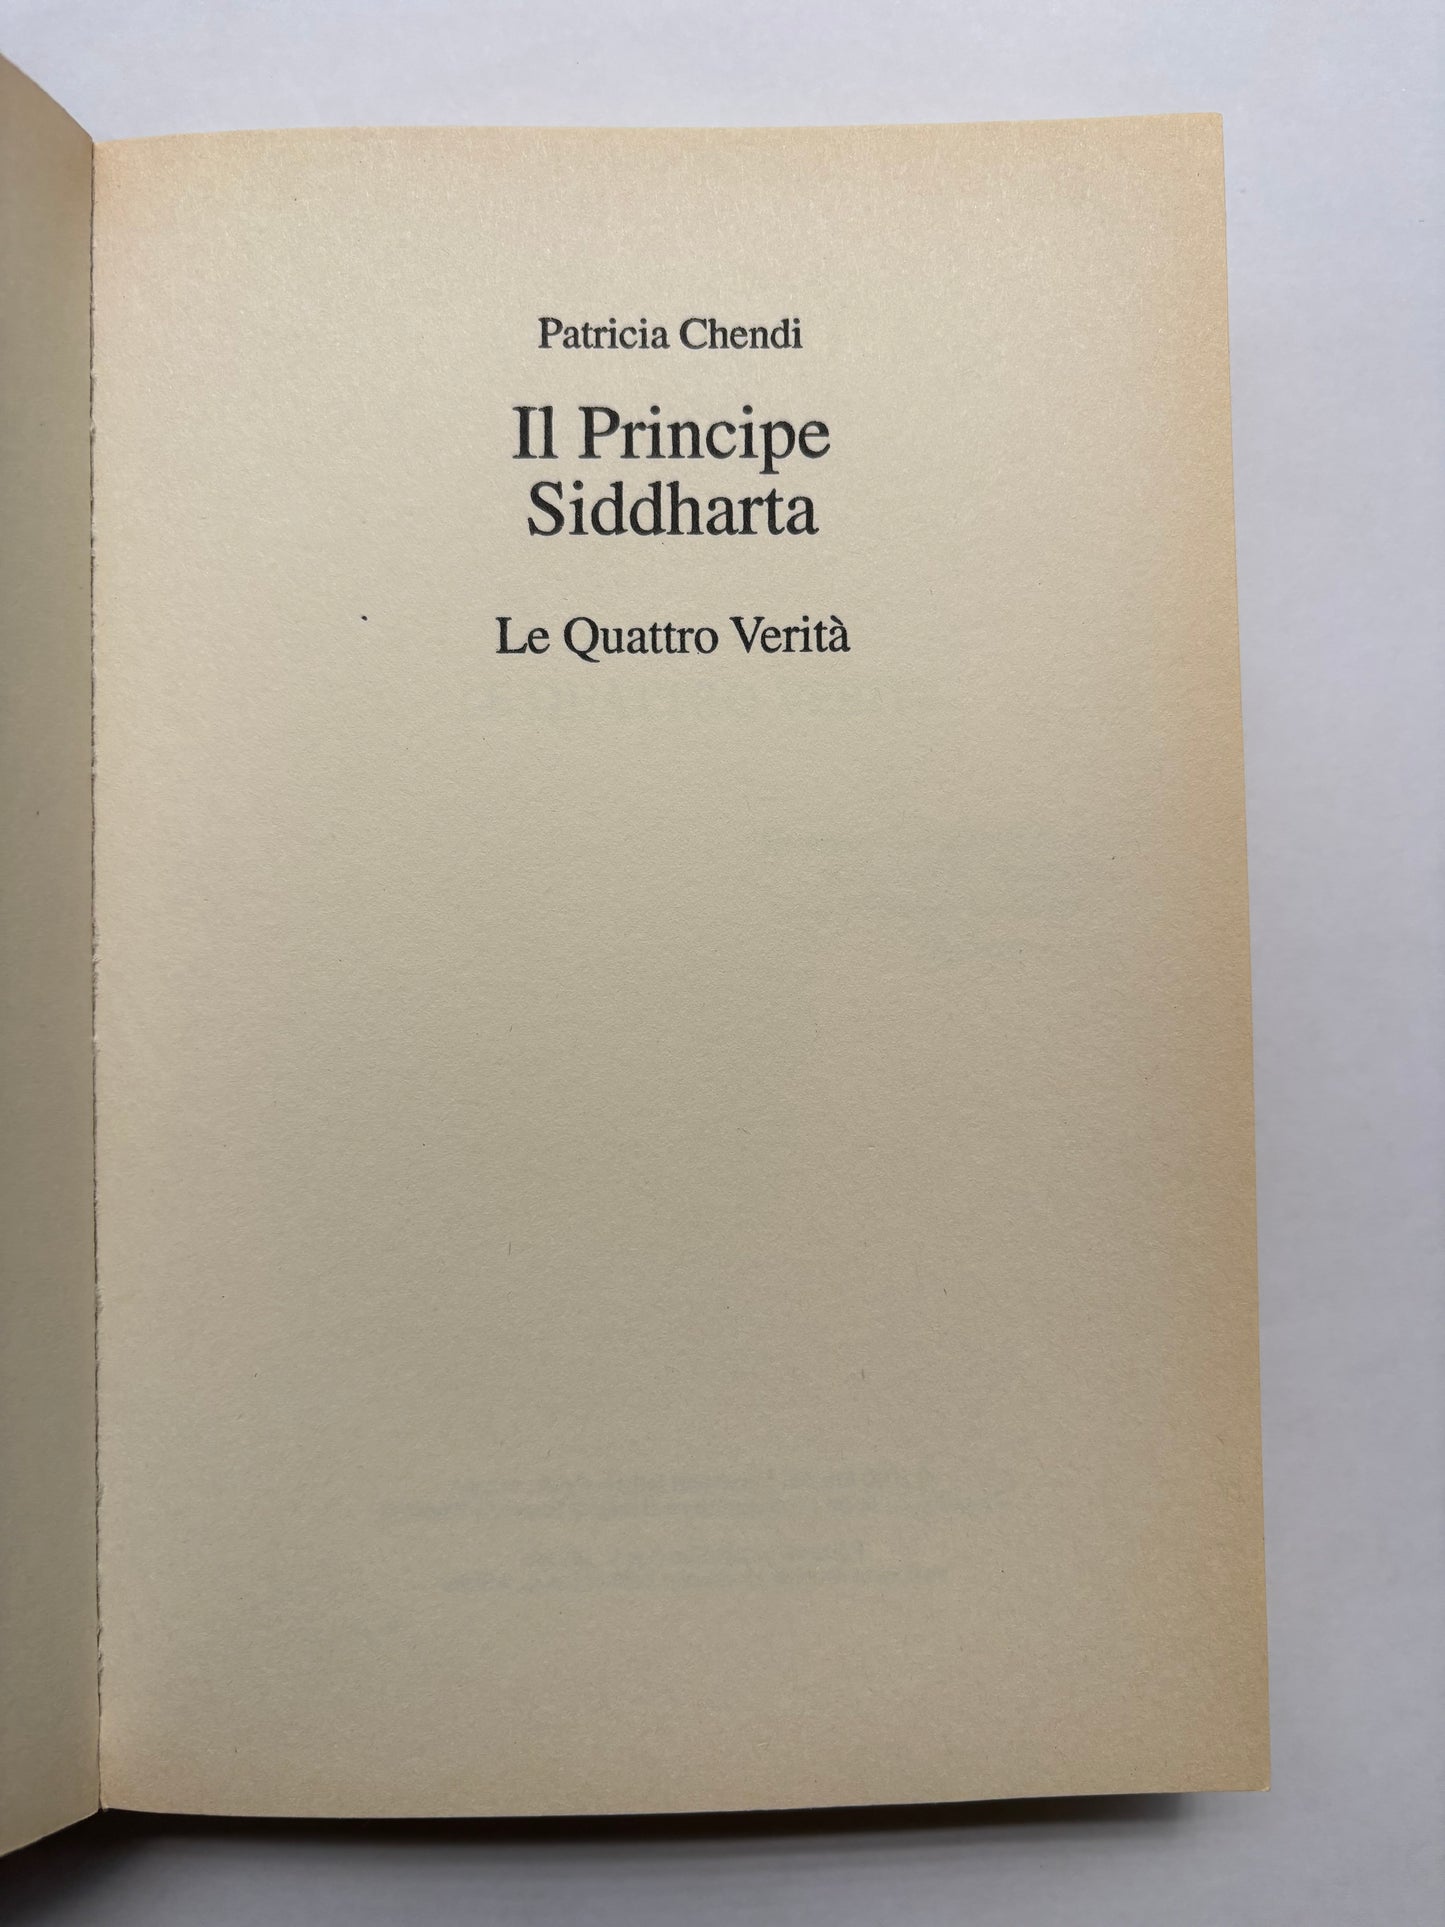 Patricia Chendi
Il Principe
Siddharta
Le Quattro Verità